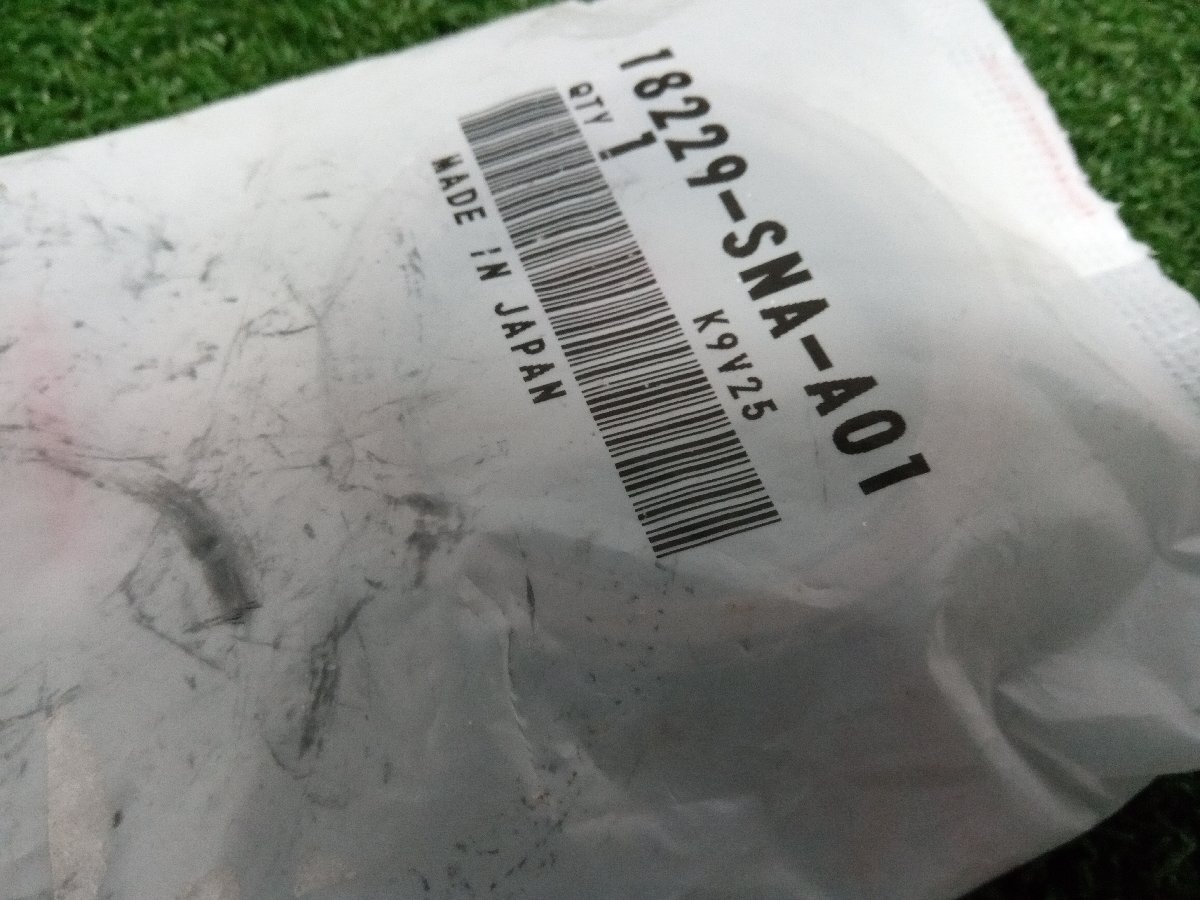 18229-SNA-A01
QTY 1
K9V25
MADE IN JAPAN